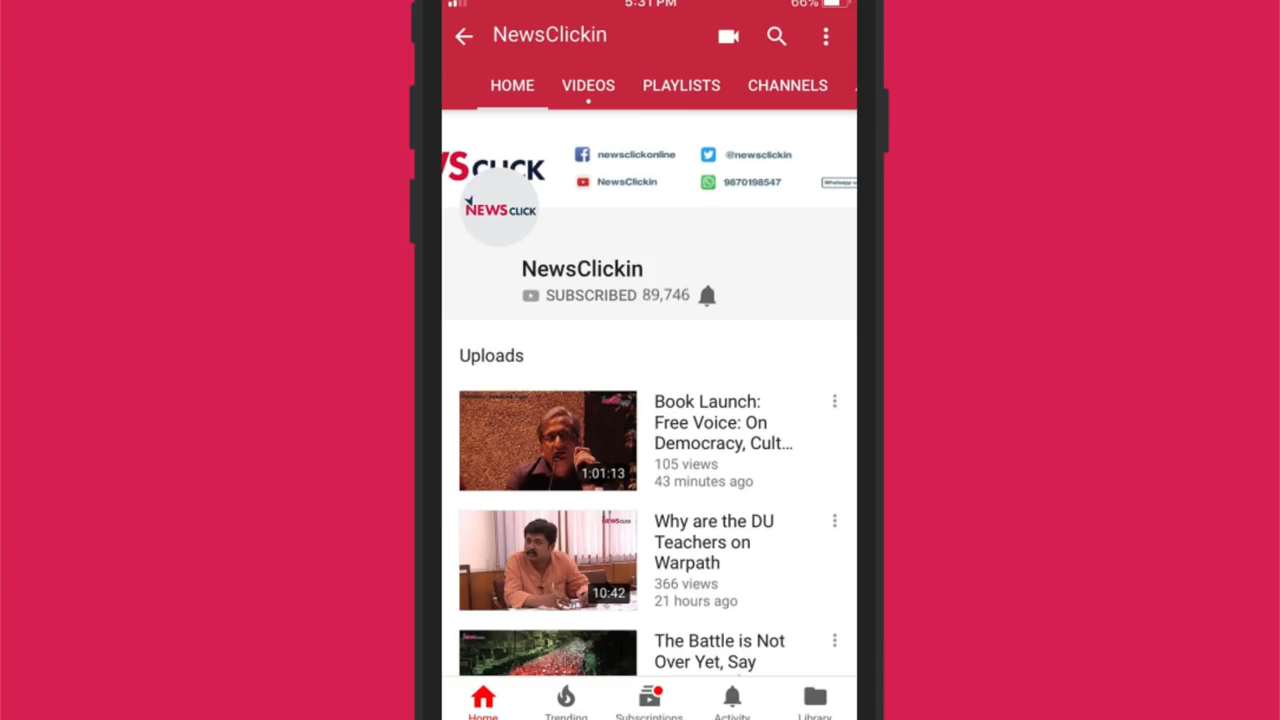 5:31 PM
66%
NewsClickin
HOME VIDEOS PLAYLISTS CHANNELS
S CLICK
newsclickonline @newsclickin
NewsClickin 9870198547
Whatsapp
NEWSCLICK
NewsClickin
SUBSCRIBED 89,746
Uploads
Book Launch:
Free Voice: On
Democracy, Cult...
105 views
43 minutes ago
1:01:13
Why are the DU
Teachers on
Warpath
366 views
21 hours ago
NEWSCLICK
10:42
The Battle is Not
Over Yet, Say
Home Trending Subscriptions Activity Library